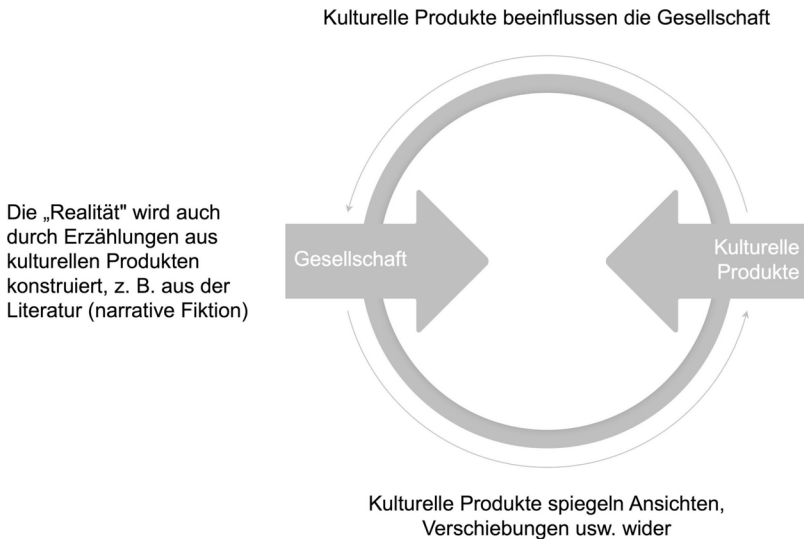 Kulturelle Produkte beeinflussen die Gesellschaft
Die „Realität" wird auch
durch Erzählungen aus
kulturellen Produkten
konstruiert, z. B. aus der
Literatur (narrative Fiktion)
Gesellschaft
Kulturelle
Produkte
Kulturelle Produkte spiegeln Ansichten,
Verschiebungen usw. wider